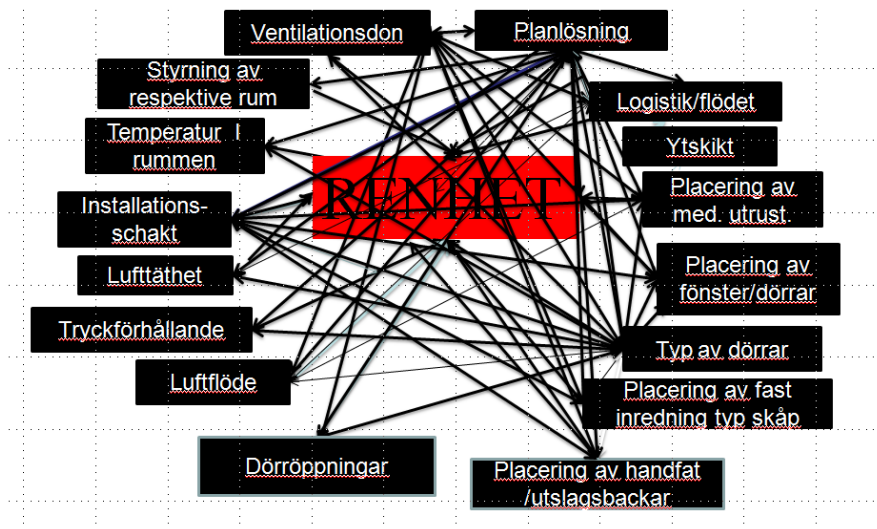 Ventilationsdon
Planlösning
Styrning av
respektive rum
Logistik/flödet
Temperatur I
rummen
Ytskikt
RENHET
Placering av
med. utrust.
Installations-
schakt
Lufttäthet
Placering av
fönster/dörrar
Tryckförhållande
Typ av dörrar
Luftflöde
Placering av fast
inredning typ skåp
Dörröppningar
Placering av handfat
/utslagsbackar